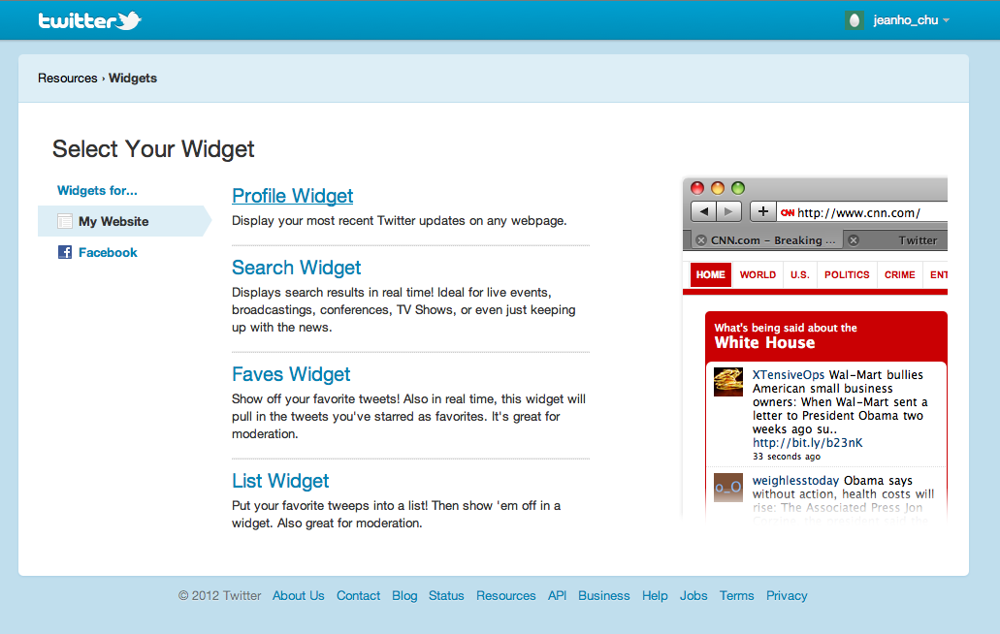 twitter
jeanho_chu
Resources › Widgets
Select Your Widget
Widgets for...
My Website
Facebook
Profile Widget
Display your most recent Twitter updates on any webpage.
Search Widget
Displays search results in real time! Ideal for live events,
broadcastings, conferences, TV Shows, or even just keeping
up with the news.
Faves Widget
Show off your favorite tweets! Also in real time, this widget will
pull in the tweets you've starred as favorites. It's great for
moderation.
List Widget
Put your favorite tweeps into a list! Then show 'em off in a
widget. Also great for moderation.
CNN http://www.cnn.com/
CNN.com – Breaking ... Twitter
HOME WORLD U.S. POLITICS CRIME ENT
What's being said about the
White House
XTensiveOps Wal-Mart bullies
American small business
owners: When Wal-Mart sent a
letter to President Obama two
weeks ago su..
http://bit.ly/b23nK
33 seconds ago
o_O
weighlesstoday Obama says
without action, health costs will
rise: The Associated Press Jon
the president said the
© 2012 Twitter About Us Contact Blog Status Resources API Business Help Jobs Terms Privacy